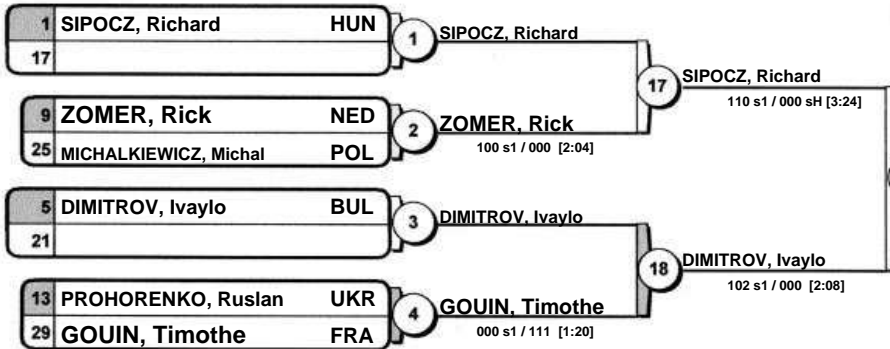 1 SIPOCZ, Richard HUN
17
1
SIPOCZ, Richard
9 ZOMER, Rick NED
25 MICHALKIEWICZ, Michal POL
2
ZOMER, Rick
100 s1 / 000 [2:04]
17
SIPOCZ, Richard
110 s1 / 000 sH [3:24]
5 DIMITROV, Ivaylo BUL
21
3
DIMITROV, Ivaylo
13 PROHORENKO, Ruslan UKR
29 GOUIN, Timothe FRA
4
GOUIN, Timothe
000 s1 / 111 [1:20]
18
DIMITROV, Ivaylo
102 s1 / 000 [2:08]